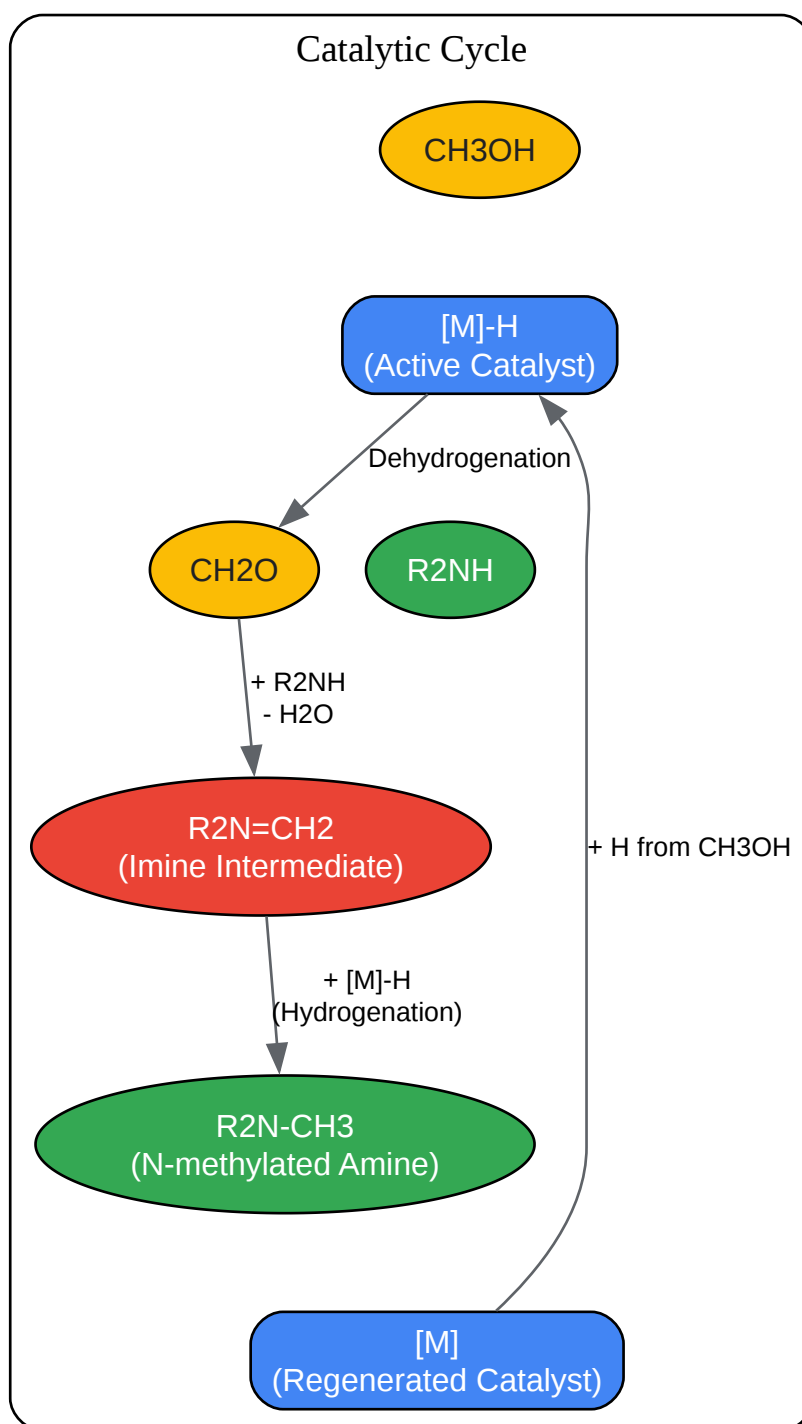 Catalytic Cycle
CH3OH
[M]-H
(Active Catalyst)
Dehydrogenation
CH2O
R2NH
+ R2NH
- H2O
R2N=CH2
(Imine Intermediate)
+ H from CH3OH
+ [M]-H
(Hydrogenation)
R2N-CH3
(N-methylated Amine)
[M]
(Regenerated Catalyst)